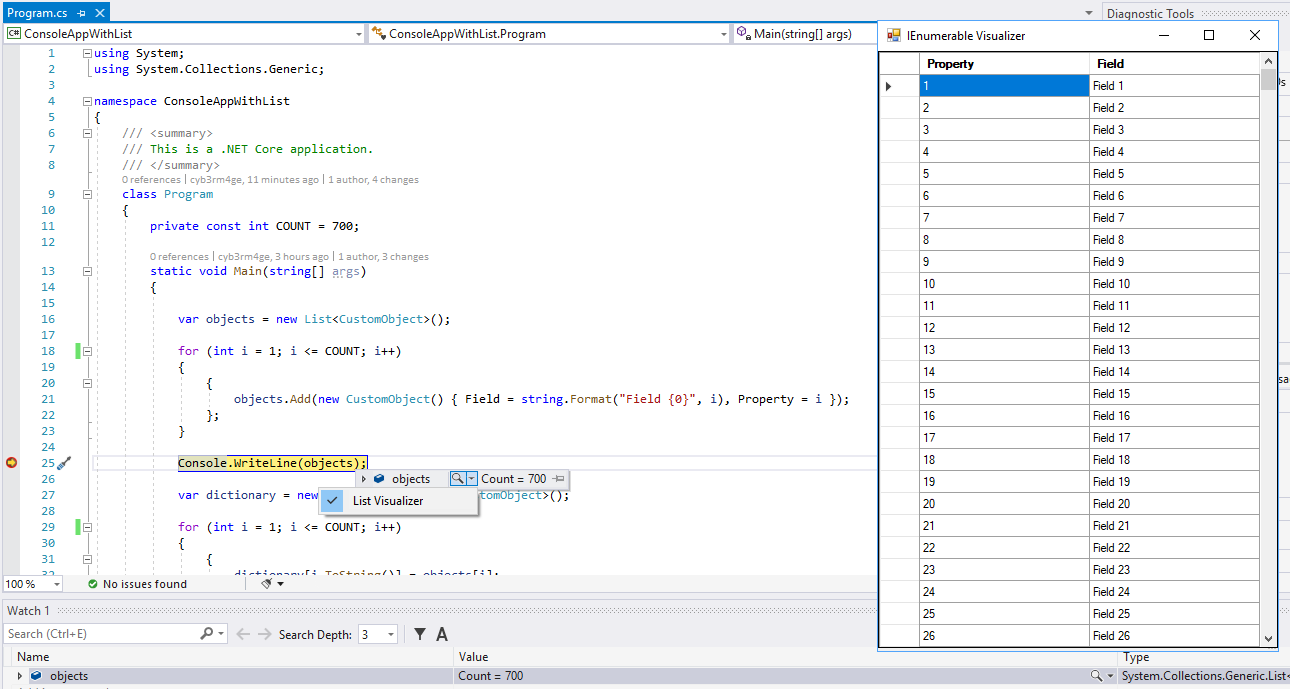 Program.cs
Diagnostic Tools
ConsoleAppWithList
ConsoleAppWithList.Program
Main(string[] args)
1 using System;
2 using System.Collections.Generic;
3
4 namespace ConsoleAppWithList
5 {
6 /// <summary>
7 /// This is a .NET Core application.
8 /// </summary>
0 references | cyb3rm4ge, 11 minutes ago | 1 author, 4 changes
9 class Program
10 {
11 private const int COUNT = 700;
12
0 references | cyb3rm4ge, 3 hours ago | 1 author, 3 changes
13 static void Main(string[] args)
14 {
15
16 var objects = new List<CustomObject>();
17
18 for (int i = 1; i <= COUNT; i++)
19 {
20 {
21 objects.Add(new CustomObject() { Field = string.Format("Field {0}", i), Property = i });
22 };
23 }
24
25 Console.WriteLine(objects);
26
objects Count = 700
List Visualizer
27 var dictionary = new tomObject>();
28
29 for (int i = 1; i <= COUNT; i++)
30 {
31 {
32 dictionary[i.ToString()] = objects[i];
100 %
No issues found
IEnumerable Visualizer
Property Field
1 Field 1
2 Field 2
3 Field 3
4 Field 4
5 Field 5
6 Field 6
7 Field 7
8 Field 8
9 Field 9
10 Field 10
11 Field 11
12 Field 12
13 Field 13
14 Field 14
15 Field 15
16 Field 16
17 Field 17
18 Field 18
19 Field 19
20 Field 20
21 Field 21
22 Field 22
23 Field 23
24 Field 24
25 Field 25
26 Field 26
Watch 1
Search (Ctrl+E)
Search Depth: 3
A
Name Value Type
objects Count = 700 System.Collections.Generic.List<